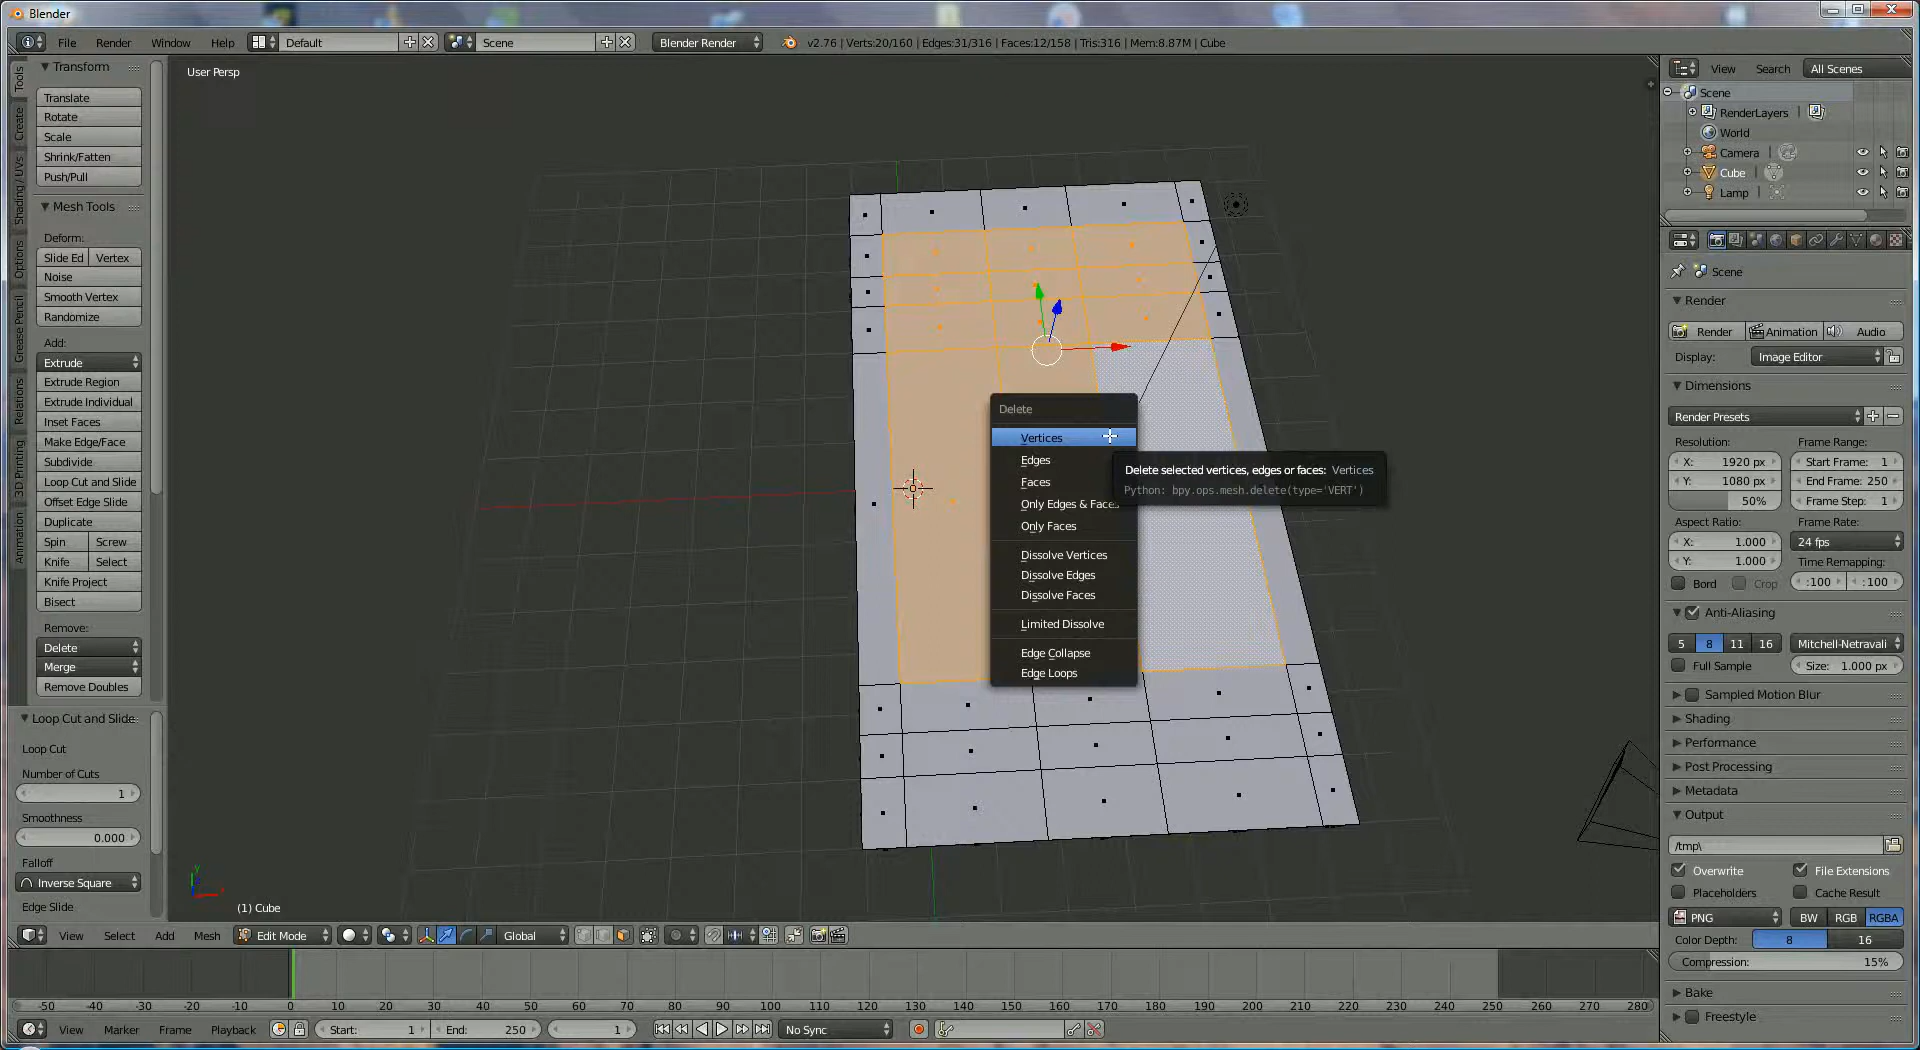 Blender
File Render Window Help Default Scene Blender Render v2.76 | Verts:20/160 | Edges:31/316 | Faces:12/158 | Tris:316 | Mem:8.87M | Cube
Tools
Create
Shading / UVs
Options
Grease Pencil
Relations
3D Printing
Animation
Transform
Translate
Rotate
Scale
Shrink/Fatten
Push/Pull
Mesh Tools
Deform:
Slide Ed Vertex
Noise
Smooth Vertex
Randomize
Add:
Extrude
Extrude Region
Extrude Individual
Inset Faces
Make Edge/Face
Subdivide
Loop Cut and Slide
Offset Edge Slide
Duplicate
Spin Screw
Knife Select
Knife Project
Bisect
Remove:
Delete
Merge
Remove Doubles
Loop Cut and Slide
Loop Cut
Number of Cuts
1
Smoothness
0.000
Falloff
Inverse Square
Edge Slide
User Persp
Delete
Vertices
Edges
Faces
Only Edges & Faces
Only Faces
Dissolve Vertices
Dissolve Edges
Dissolve Faces
Limited Dissolve
Edge Collapse
Edge Loops
Delete selected vertices, edges or faces: Vertices
Python: bpy.ops.mesh.delete(type='VERT')
(1) Cube
View Select Add Mesh Edit Mode Global
-50 -40 -30 -20 -10 0 10 20 30 40 50 60 70 80 90 100 110 120 130 140 150 160 170 180 190 200 210 220 230 240 250 260 270 280
View Marker Frame Playback Start: 1 End: 250 1 No Sync
View Search All Scenes
Scene
RenderLayers
World
Camera
Cube
Lamp
Scene
Render
Render Animation Audio
Display: Image Editor
Dimensions
Render Presets
Resolution: Frame Range:
X: 1920 px Start Frame: 1
Y: 1080 px End Frame: 250
50% Frame Step: 1
Aspect Ratio: Frame Rate:
X: 1.000 24 fps
Y: 1.000 Time Remapping:
Bord Crop :100 :100
Anti-Aliasing
5 8 11 16 Mitchell-Netravali
Full Sample Size: 1.000 px
Sampled Motion Blur
Shading
Performance
Post Processing
Metadata
Output
/tmp\
Overwrite File Extensions
Placeholders Cache Result
PNG BW RGB RGBA
Color Depth: 8 16
Compression: 15%
Bake
Freestyle